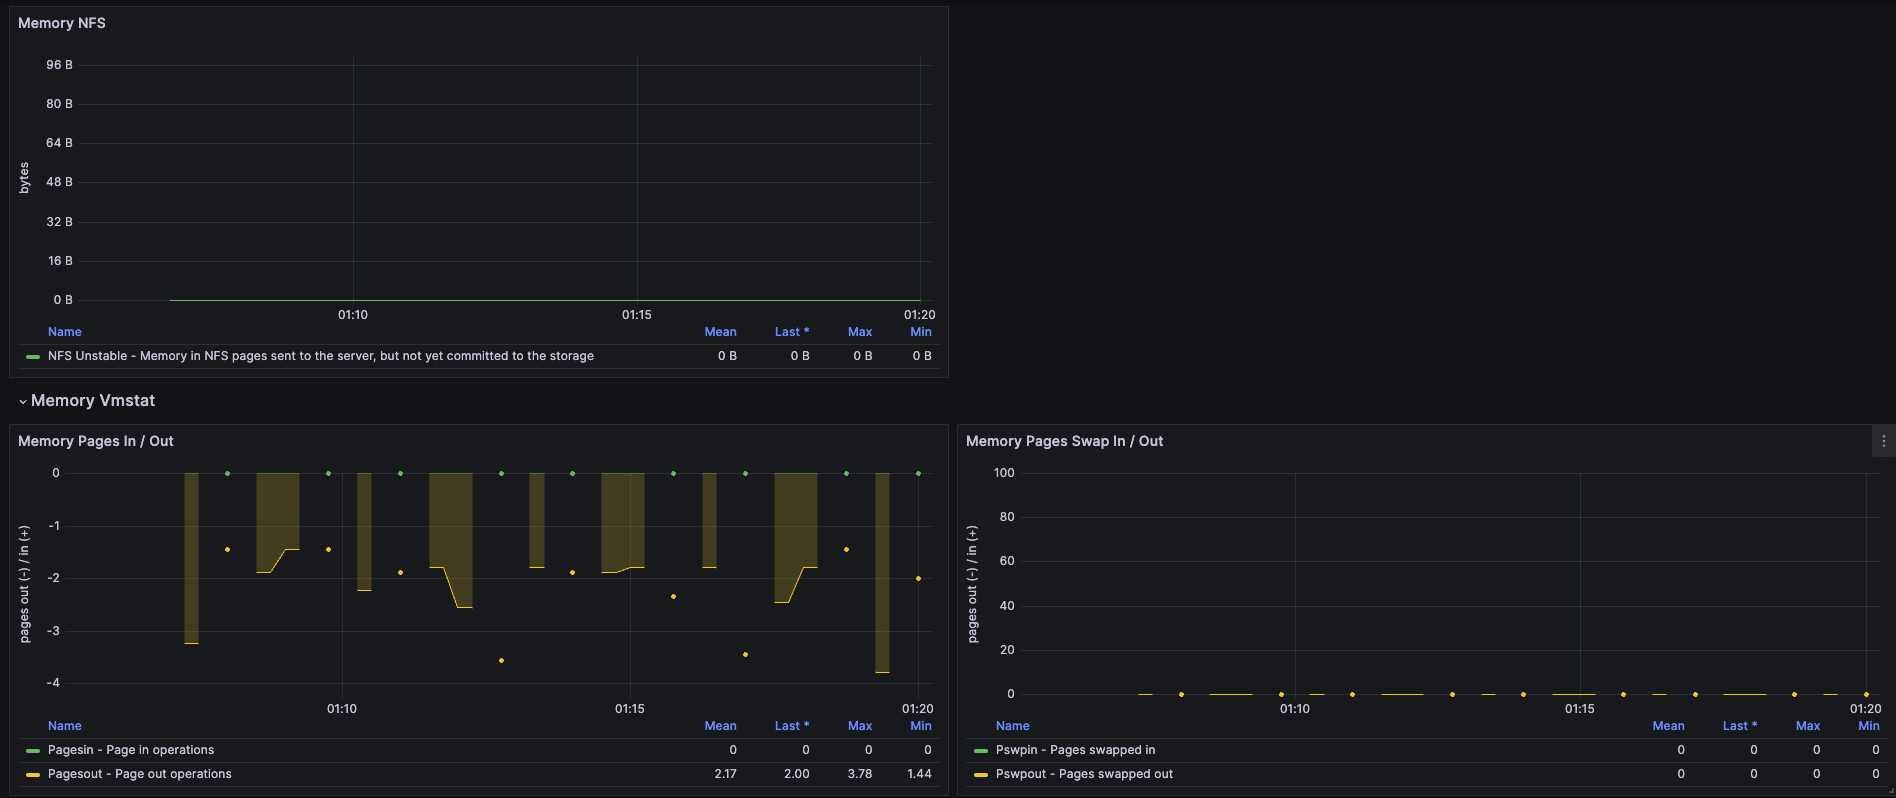 Memory NFS
96 B
80 B
64 B
48 B
32 B
16 B
0 B
bytes
01:10 01:15 01:20
Name Mean Last * Max Min
NFS Unstable - Memory in NFS pages sent to the server, but not yet committed to the storage 0 B 0 B 0 B 0 B
Memory Vmstat
Memory Pages In / Out
0
-1
-2
-3
-4
pages out (-) / in (+)
01:10 01:15 01:20
Name Mean Last * Max Min
Pagesin - Page in operations 0 0 0 0
Pagesout - Page out operations 2.17 2.00 3.78 1.44
Memory Pages Swap In / Out
100
80
60
40
20
0
pages out (-) / in (+)
01:10 01:15 01:20
Name Mean Last * Max Min
Pswpin - Pages swapped in 0 0 0 0
Pswpout - Pages swapped out 0 0 0 0